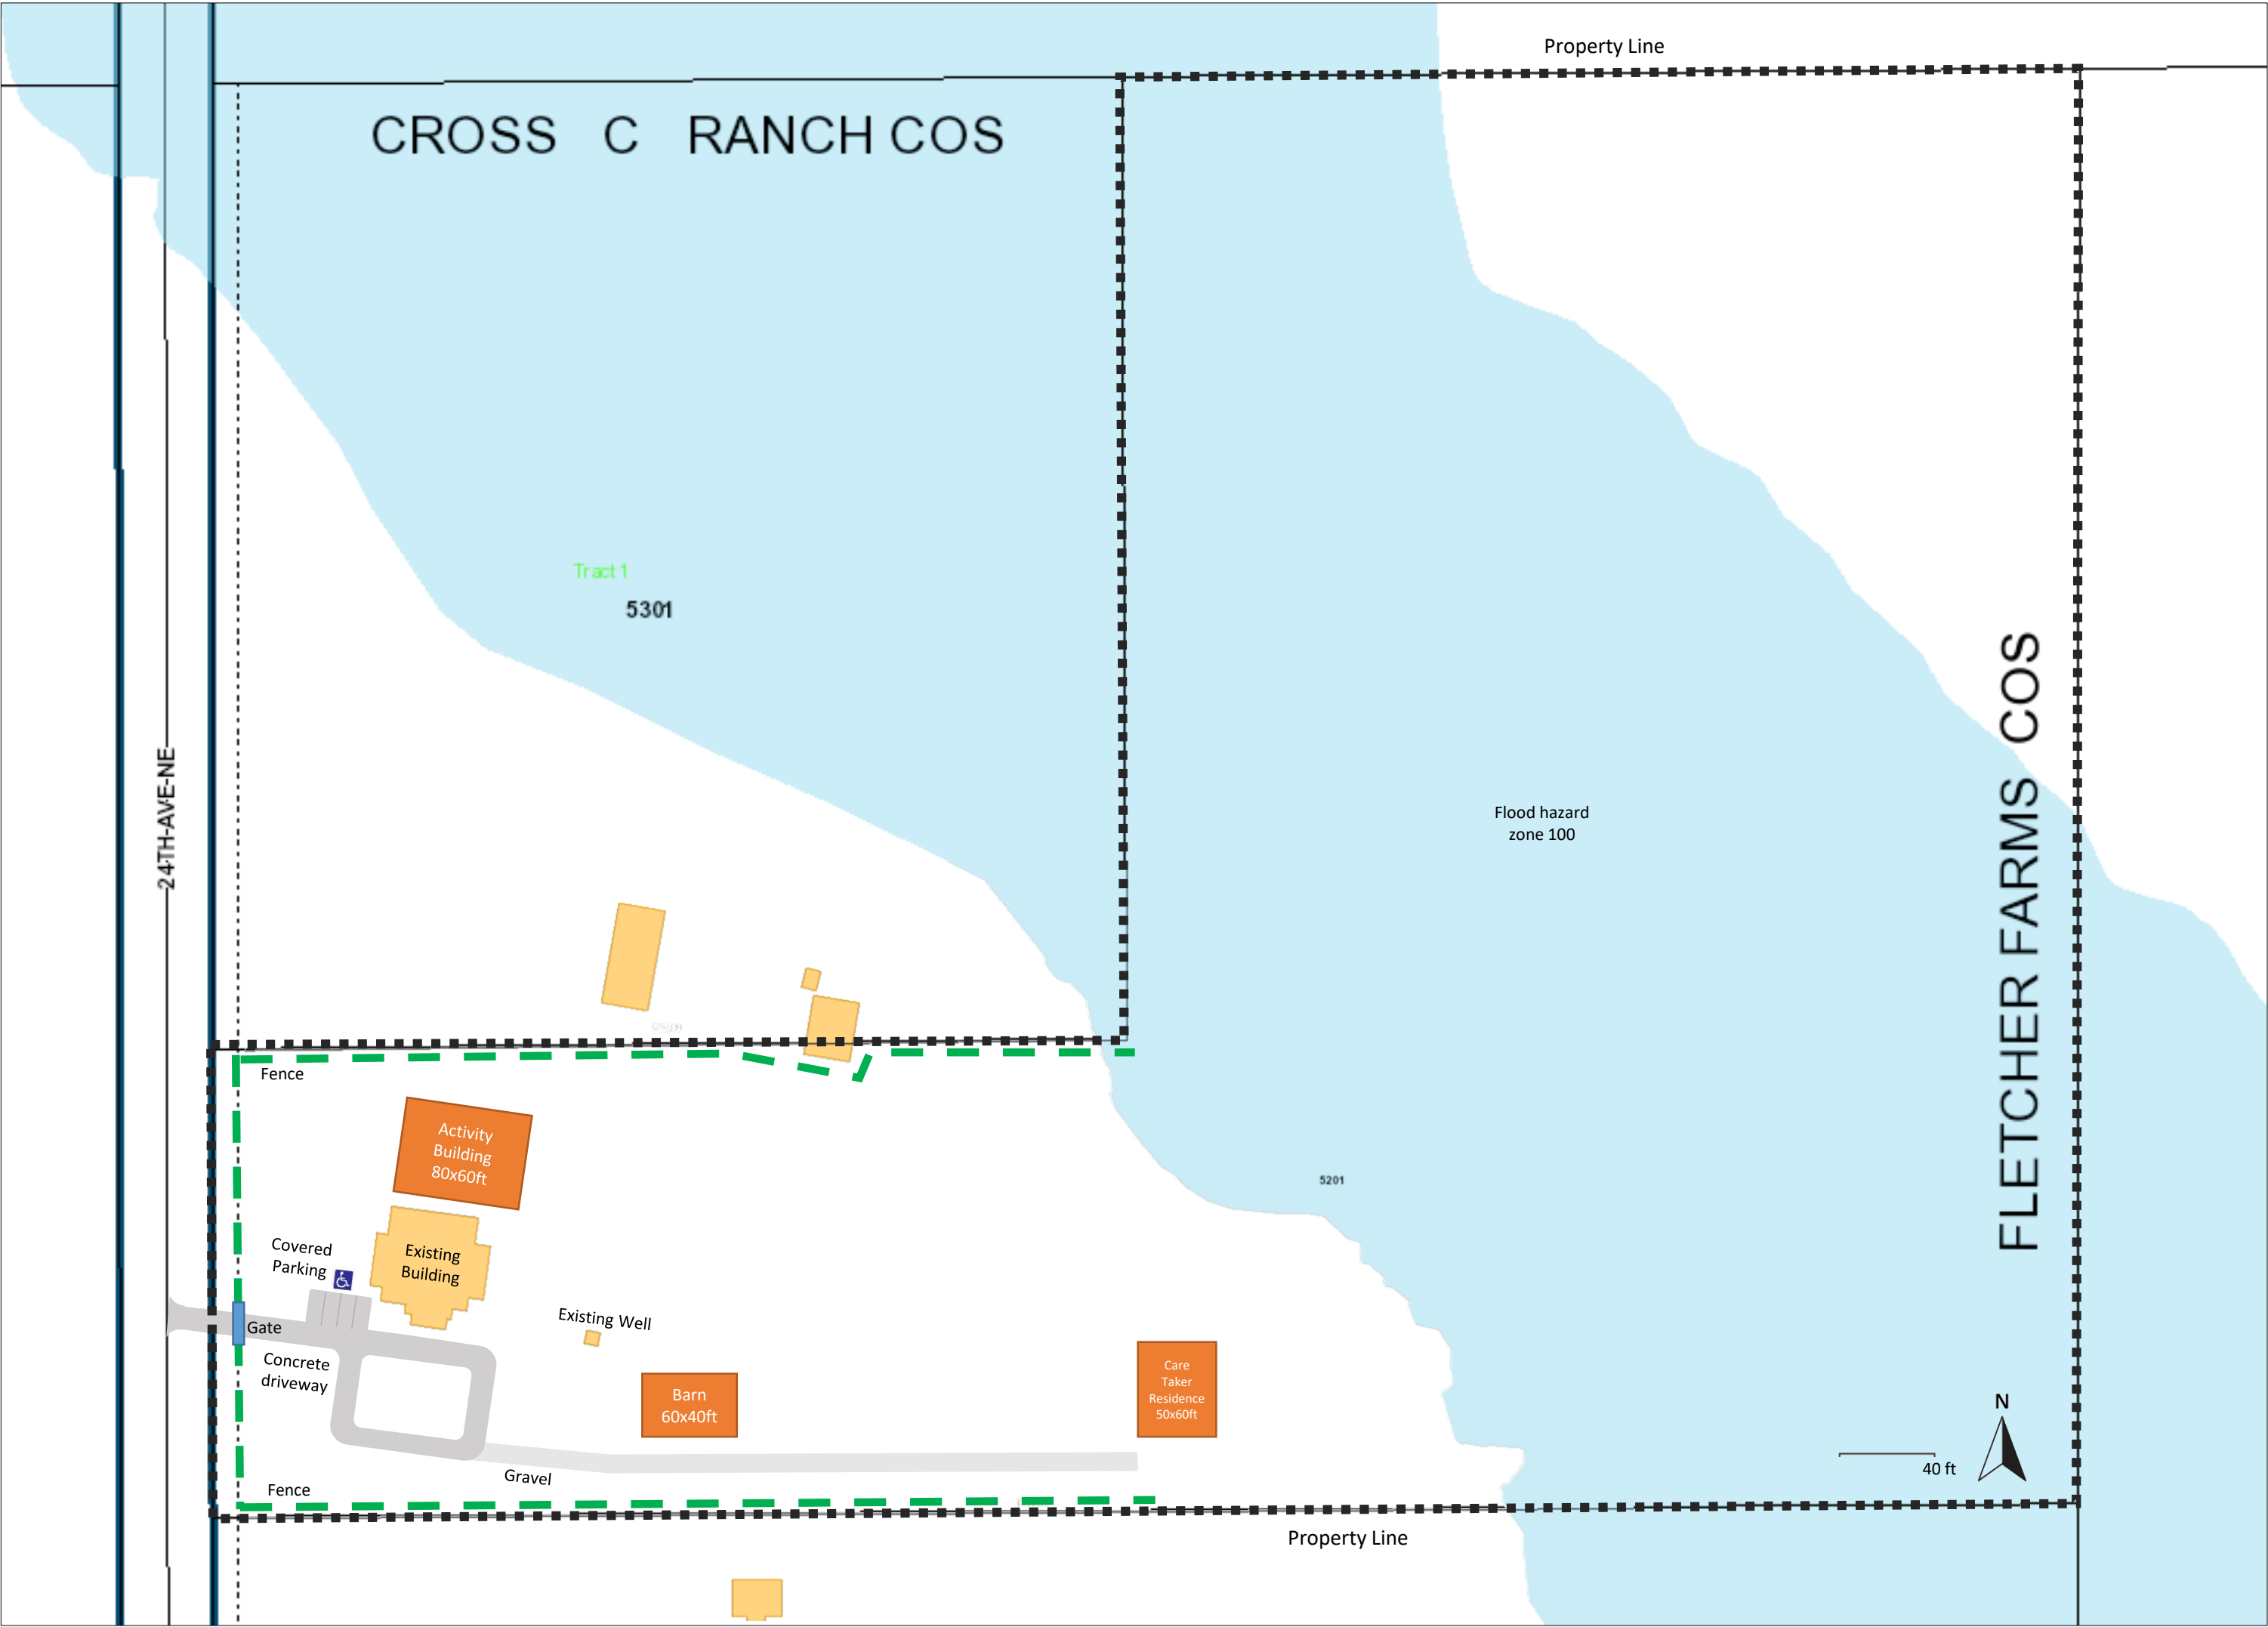 Property Line
CROSS C RANCH COS
Tract 1
5301
24TH-AVE-NE
Flood hazard
zone 100
FLETCHER FARMS COS
Fence
Activity
Building
80x60ft
5201
Covered
Parking
Existing
Building
Existing Well
Gate
Concrete
driveway
Care
Taker
Residence
50x60ft
Barn
60x40ft
N
40 ft
Gravel
Fence
Property Line